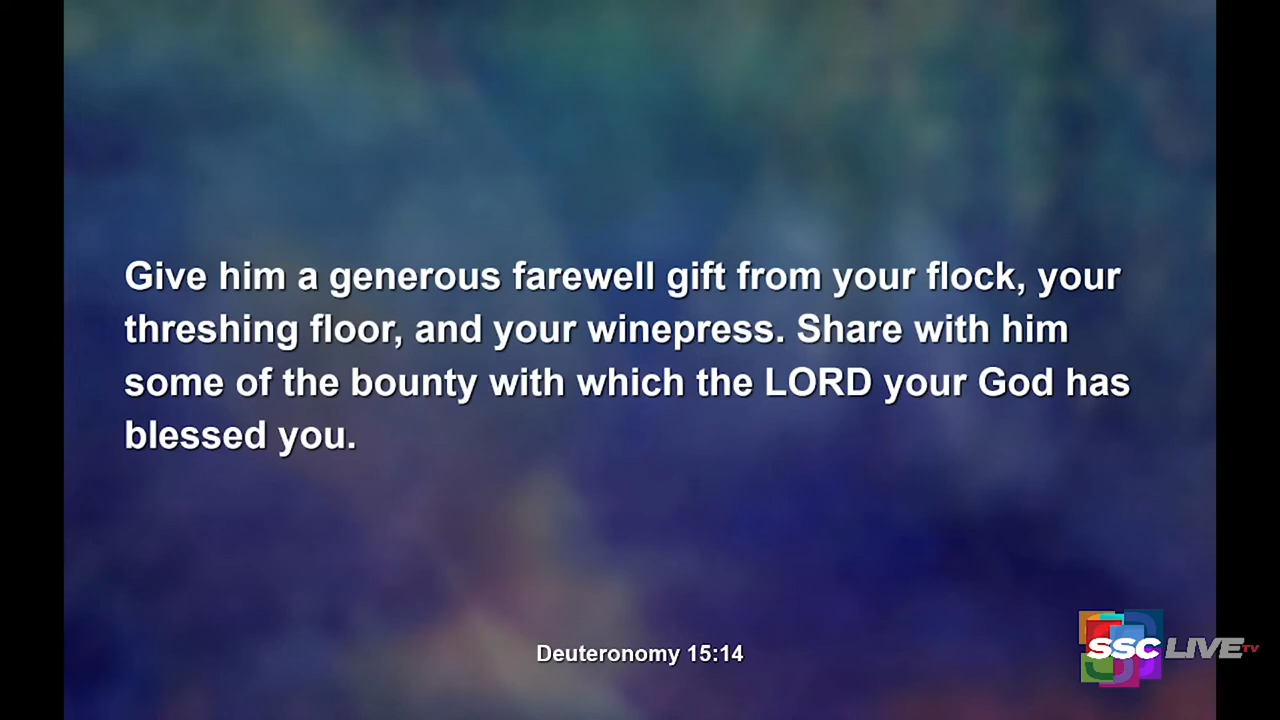 Give him a generous farewell gift from your flock, your
threshing floor, and your winepress. Share with him
some of the bounty with which the LORD your God has
blessed you.
Deuteronomy 15:14
SSC LIVE TV